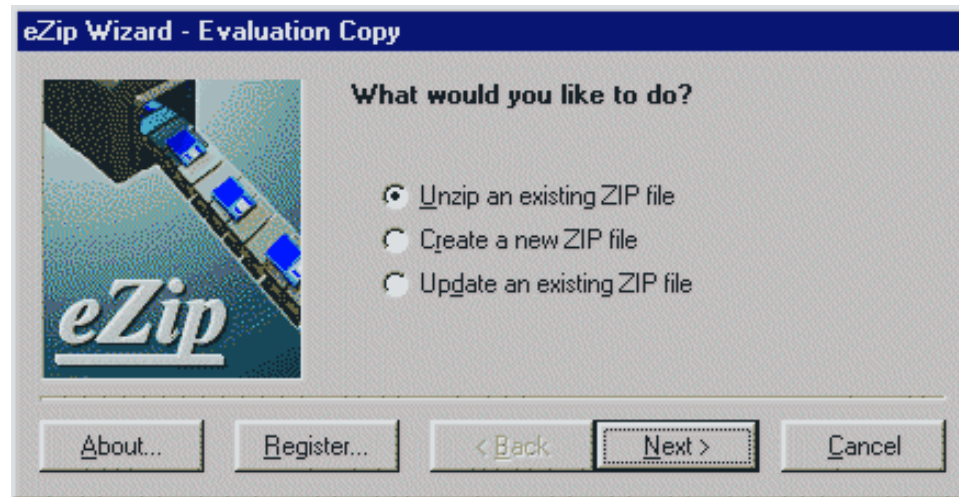 eZip Wizard - Evaluation Copy
What would you like to do?
Unzip an existing ZIP file
Create a new ZIP file
Update an existing ZIP file
eZip
About... Register... < Back Next > Cancel